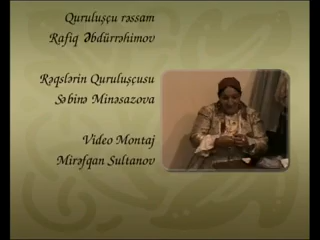 Quruluşçu rəssam
Rafiq Əbdürrəhimov
Rəqslərin Quruluşçusu
Səbinə Minəsazova
Video Montaj
Mirəfqan Sultanov